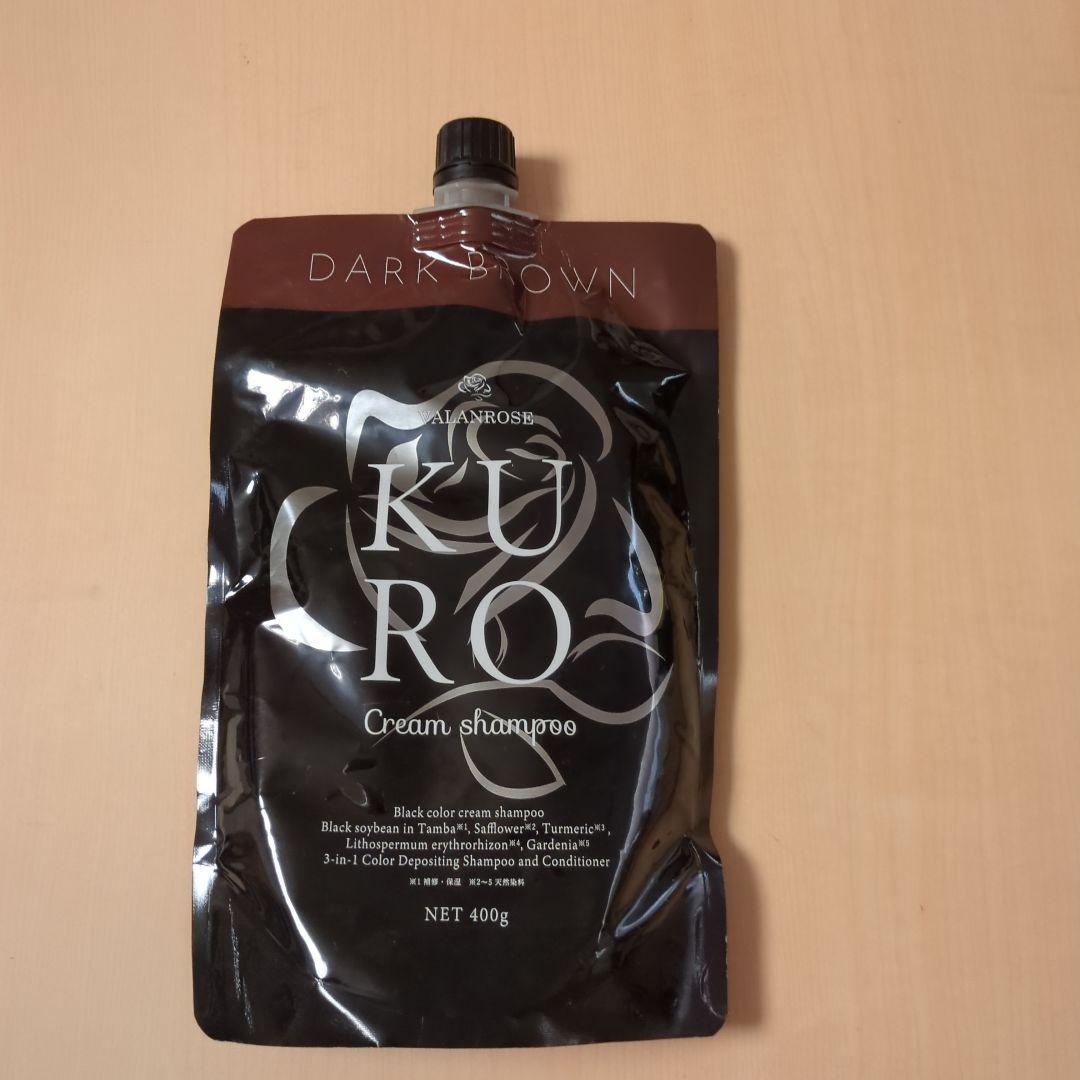 DARK BROWN
VALANROSE
KU
RO
Cream shampoo
Black color cream shampoo
Black soybean in Tamba※1, Safflower※2, Turmeric※3,
Lithospermum erythrorhizon※4, Gardenia※5
3-in-1 Color Depositing Shampoo and Conditioner
※1 補修・保湿 ※2〜5 天然染料
NET 400g